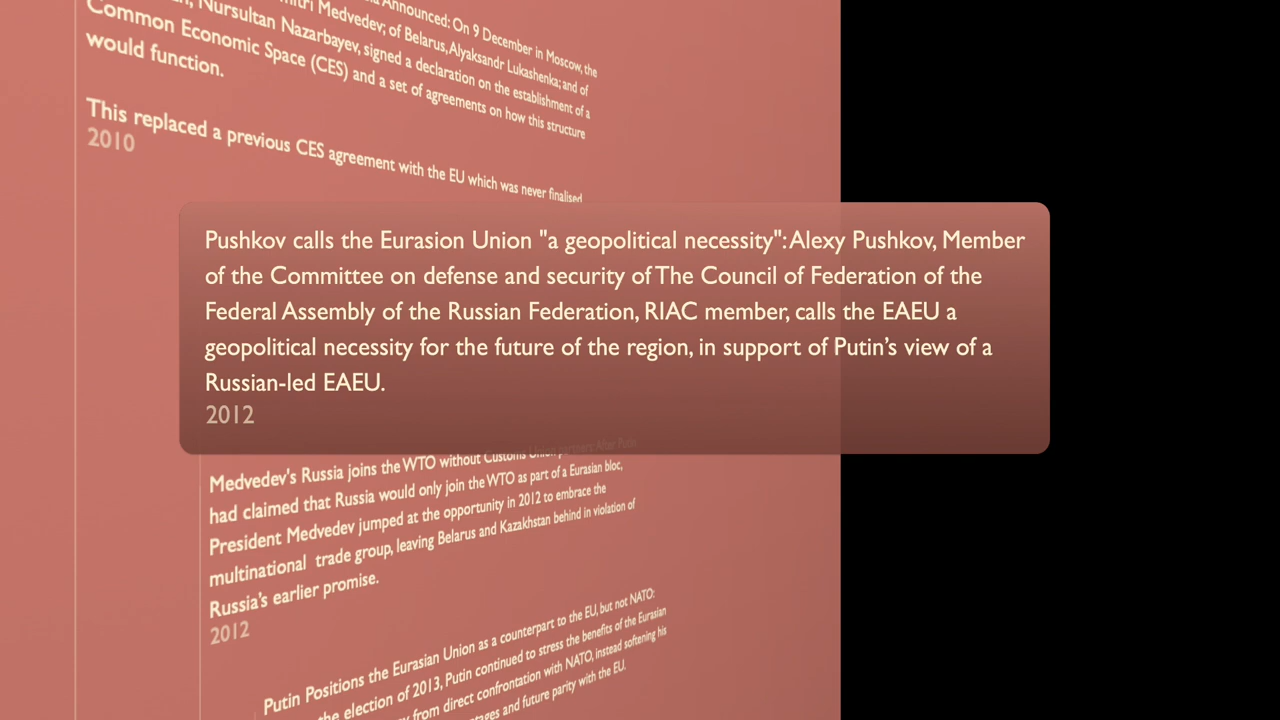 Announced: On 9 December in Moscow, the
Medvedev; of Belarus, Alyaksandr Lukashenka; and of
Nursultan Nazarbayev, signed a declaration on the establishment of a
Common Economic Space (CES) and a set of agreements on how this structure
would function.
This replaced a previous CES agreement with the EU which was never finalised
2010
Pushkov calls the Eurasion Union "a geopolitical necessity": Alexy Pushkov, Member
of the Committee on defense and security of The Council of Federation of the
Federal Assembly of the Russian Federation, RIAC member, calls the EAEU a
geopolitical necessity for the future of the region, in support of Putin’s view of a
Russian-led EAEU.
2012
Medvedev's Russia joins the WTO without Customs Union partners: After Putin
had claimed that Russia would only join the WTO as part of a Eurasian bloc,
President Medvedev jumped at the opportunity in 2012 to embrace the
multinational trade group, leaving Belarus and Kazakhstan behind in violation of
Russia’s earlier promise.
2012
Putin Positions the Eurasian Union as a counterpart to the EU, but not NATO:
the election of 2013, Putin continued to stress the benefits of the Eurasian
from direct confrontation with NATO, instead softening his
and future parity with the EU.